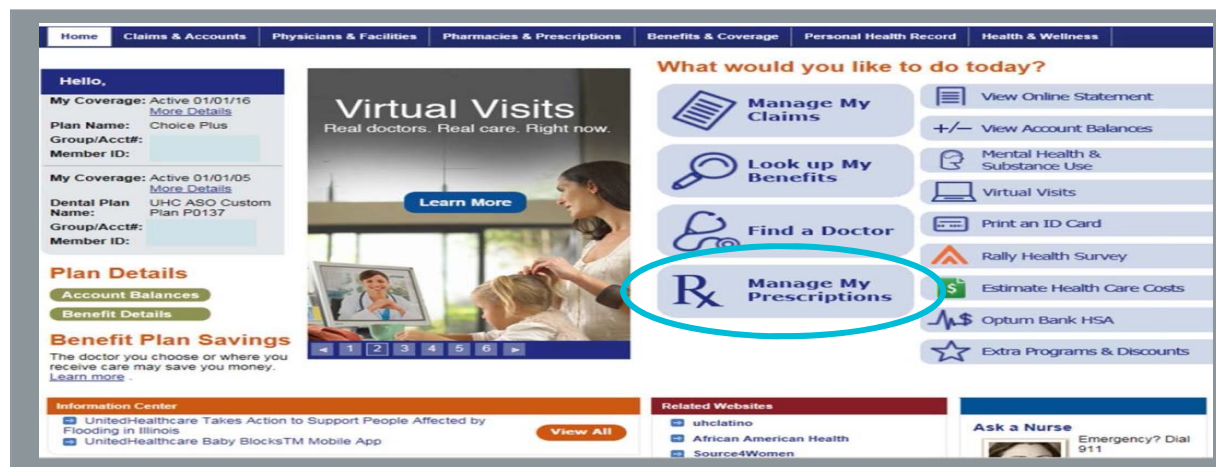 Home
Claims & Accounts
Physicians & Facilities
Pharmacies & Prescriptions
Benefits & Coverage
Personal Health Record
Health & Wellness
Hello,
My Coverage: Active 01/01/16
More Details
Plan Name: Choice Plus
Group/Acct#:
Member ID:
My Coverage: Active 01/01/05
More Details
Dental Plan Name: UHC ASO Custom Plan P0137
Group/Acct#:
Member ID:
Plan Details
Account Balances
Benefit Details
Benefit Plan Savings
The doctor you choose or where you
receive care may save you money.
Learn more .
Virtual Visits
Real doctors. Real care. Right now.
Learn More
1 2 3 4 5 6
What would you like to do today?
Manage My
Claims
Look up My
Benefits
Find a Doctor
Rx Manage My
Prescriptions
View Online Statement
+/- View Account Balances
Mental Health &
Substance Use
Virtual Visits
Print an ID Card
Rally Health Survey
$ Estimate Health Care Costs
$ Optum Bank HSA
Extra Programs & Discounts
Information Center
UnitedHealthcare Takes Action to Support People Affected by
Flooding in Illinois
UnitedHealthcare Baby BlocksTM Mobile App
View All
Related Websites
uhclatino
African American Health
Source4Women
Ask a Nurse
Emergency? Dial
911